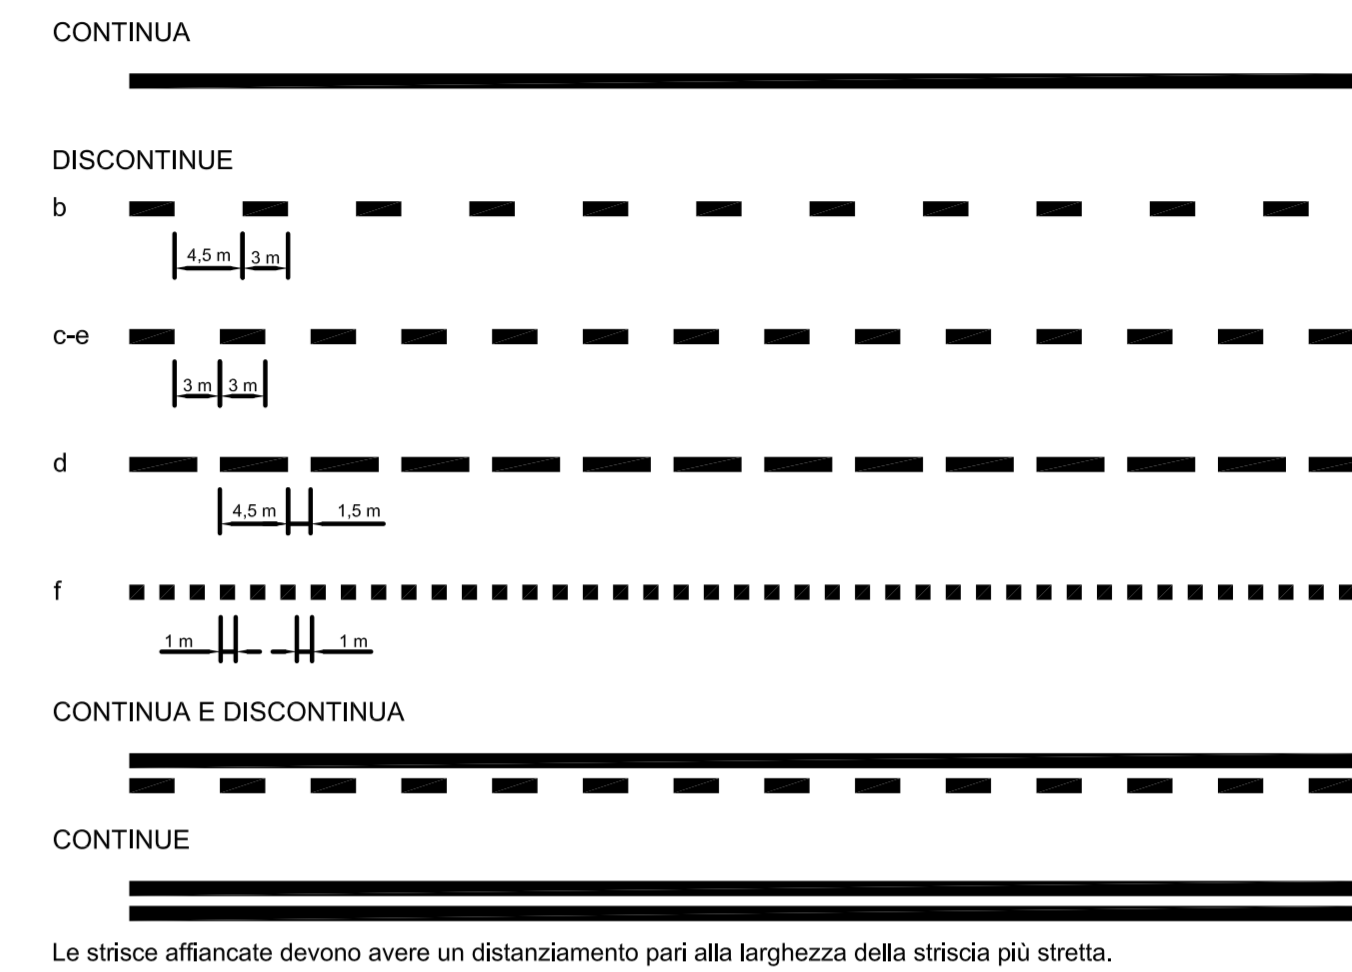 CONTINUA
DISCONTINUE
b
4,5 m 3 m
c-e
3 m 3 m
d
4,5 m 1,5 m
f
1 m 1 m
CONTINUA E DISCONTINUA
CONTINUE
Le strisce affiancate devono avere un distanziamento pari alla larghezza della striscia più stretta.